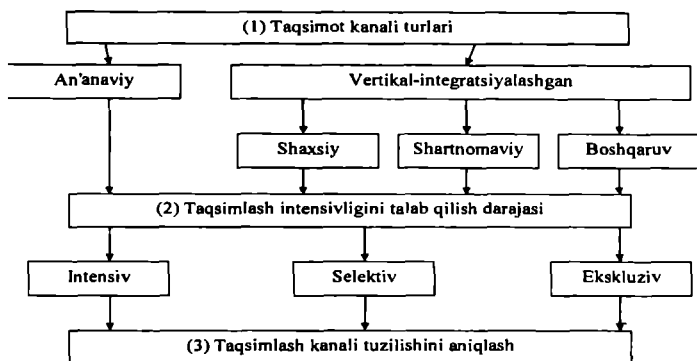 (1) Taqsimot kanali turlari
An'anaviy
Vertikal-integratsiyalashgan
Shaxsiy
Shartnomaviy
Boshqaruv
(2) Taqsimlash intensivligini talab qilish darajasi
Intensiv
Selektiv
Ekskluziv
(3) Taqsimlash kanali tuzilishini aniqlash